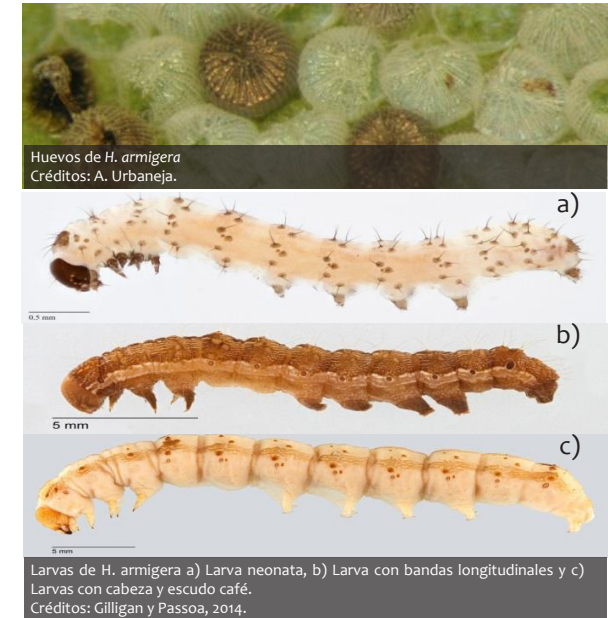 Huevos de H. armigera
Créditos: A. Urbaneja.
a)
0.5 mm
b)
5 mm
c)
5 mm
Larvas de H. armigera a) Larva neonata, b) Larva con bandas longitudinales y c)
Larvas con cabeza y escudo café.
Créditos: Gilligan y Passoa, 2014.